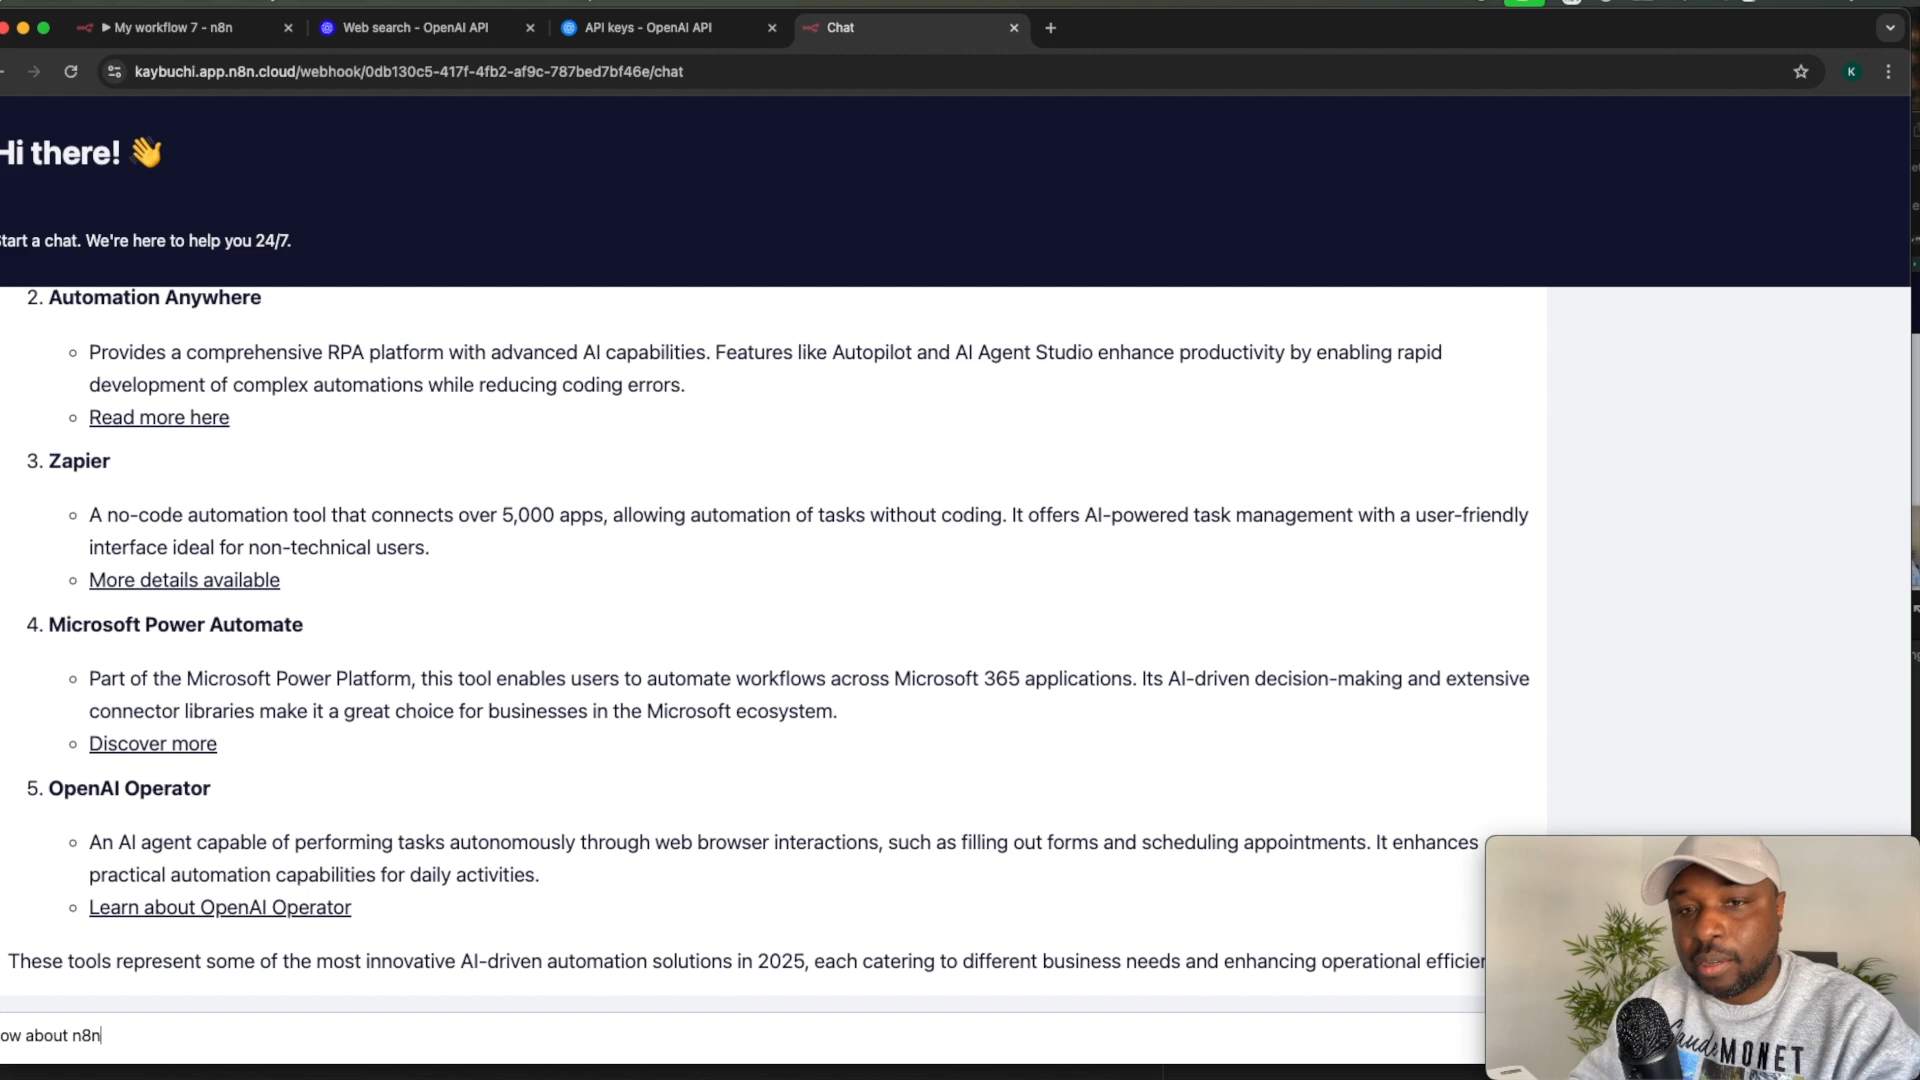 My workflow 7 - n8n
Web search - OpenAI API
API keys - OpenAI API
Chat
kaybuchi.app.n8n.cloud/webhook/0db130c5-417f-4fb2-af9c-787bed7bf46e/chat
K
Hi there! 👋
tart a chat. We're here to help you 24/7.
2. Automation Anywhere
Provides a comprehensive RPA platform with advanced AI capabilities. Features like Autopilot and AI Agent Studio enhance productivity by enabling rapid
development of complex automations while reducing coding errors.
Read more here
3. Zapier
A no-code automation tool that connects over 5,000 apps, allowing automation of tasks without coding. It offers AI-powered task management with a user-friendly
interface ideal for non-technical users.
More details available
4. Microsoft Power Automate
Part of the Microsoft Power Platform, this tool enables users to automate workflows across Microsoft 365 applications. Its AI-driven decision-making and extensive
connector libraries make it a great choice for businesses in the Microsoft ecosystem.
Discover more
5. OpenAI Operator
An AI agent capable of performing tasks autonomously through web browser interactions, such as filling out forms and scheduling appointments. It enhances
practical automation capabilities for daily activities.
Learn about OpenAI Operator
These tools represent some of the most innovative AI-driven automation solutions in 2025, each catering to different business needs and enhancing operational efficien
ow about n8n
MONET